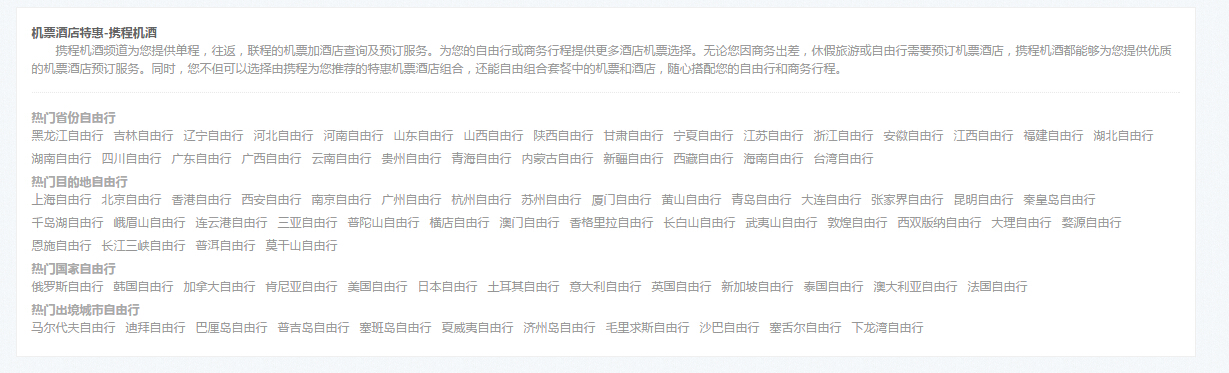 机票酒店特惠-携程机酒
携程机酒频道为您提供单程，往返，联程的机票加酒店查询及预订服务。为您的自由行或商务行程提供更多酒店机票选择。无论您因商务出差，休假旅游或自由行需要预订机票酒店，携程机酒都能够为您提供优质
的机票酒店预订服务。同时，您不但可以选择由携程为您推荐的特惠机票酒店组合，还能自由组合套餐中的机票和酒店，随心搭配您的自由行和商务行程。
热门省份自由行
黑龙江自由行 吉林自由行 辽宁自由行 河北自由行 河南自由行 山东自由行 山西自由行 陕西自由行 甘肃自由行 宁夏自由行 江苏自由行 浙江自由行 安徽自由行 江西自由行 福建自由行 湖北自由行
湖南自由行 四川自由行 广东自由行 广西自由行 云南自由行 贵州自由行 青海自由行 内蒙古自由行 新疆自由行 西藏自由行 海南自由行 台湾自由行
热门目的地自由行
上海自由行 北京自由行 香港自由行 西安自由行 南京自由行 广州自由行 杭州自由行 苏州自由行 厦门自由行 黄山自由行 青岛自由行 大连自由行 张家界自由行 昆明自由行 秦皇岛自由行
千岛湖自由行 峨眉山自由行 连云港自由行 三亚自由行 普陀山自由行 横店自由行 澳门自由行 香格里拉自由行 长白山自由行 武夷山自由行 敦煌自由行 西双版纳自由行 大理自由行 婺源自由行
恩施自由行 长江三峡自由行 普洱自由行 莫干山自由行
热门国家自由行
俄罗斯自由行 韩国自由行 加拿大自由行 肯尼亚自由行 美国自由行 日本自由行 土耳其自由行 意大利自由行 英国自由行 新加坡自由行 泰国自由行 澳大利亚自由行 法国自由行
热门出境城市自由行
马尔代夫自由行 迪拜自由行 巴厘岛自由行 普吉岛自由行 塞班岛自由行 夏威夷自由行 济州岛自由行 毛里求斯自由行 沙巴自由行 塞舌尔自由行 下龙湾自由行